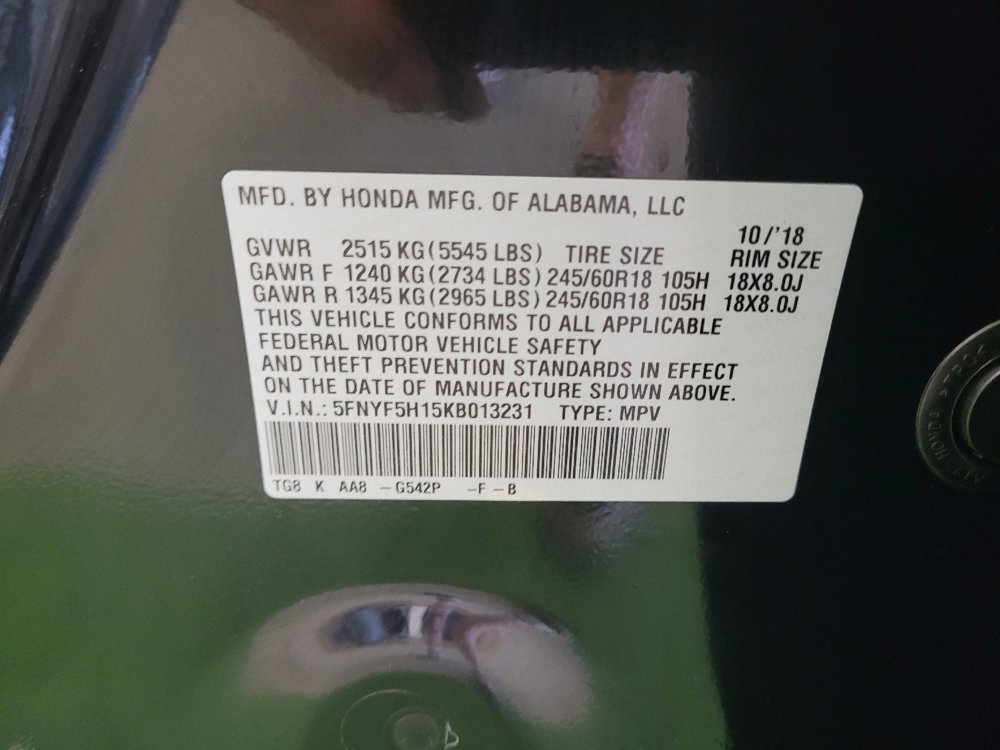 MFD. BY HONDA MFG. OF ALABAMA, LLC
10/'18
GVWR 2515 KG (5545 LBS) TIRE SIZE RIM SIZE
GAWR F 1240 KG (2734 LBS) 245/60R18 105H 18X8.0J
GAWR R 1345 KG (2965 LBS) 245/60R18 105H 18X8.0J
THIS VEHICLE CONFORMS TO ALL APPLICABLE
FEDERAL MOTOR VEHICLE SAFETY
AND THEFT PREVENTION STANDARDS IN EFFECT
ON THE DATE OF MANUFACTURE SHOWN ABOVE.
V.I.N.: 5FNYF5H15KB013231 TYPE: MPV
TG8 K AA8 -G542P -F-B
HONDA >TPO<